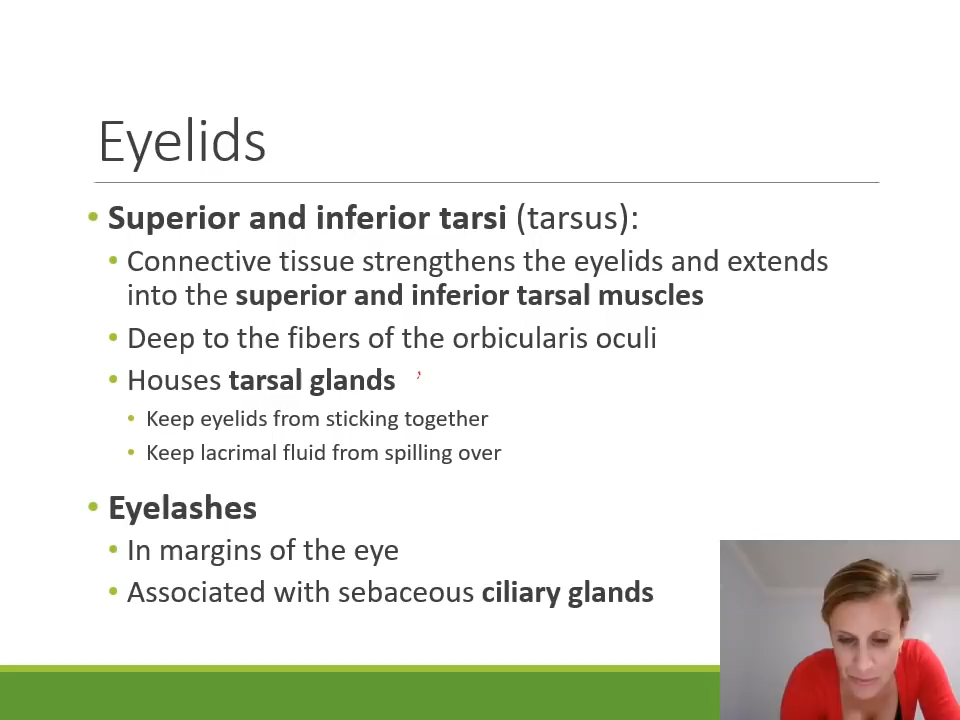 Eyelids
• Superior and inferior tarsi (tarsus):
• Connective tissue strengthens the eyelids and extends
into the superior and inferior tarsal muscles
• Deep to the fibers of the orbicularis oculi
• Houses tarsal glands
• Keep eyelids from sticking together
• Keep lacrimal fluid from spilling over
• Eyelashes
• In margins of the eye
• Associated with sebaceous ciliary glands